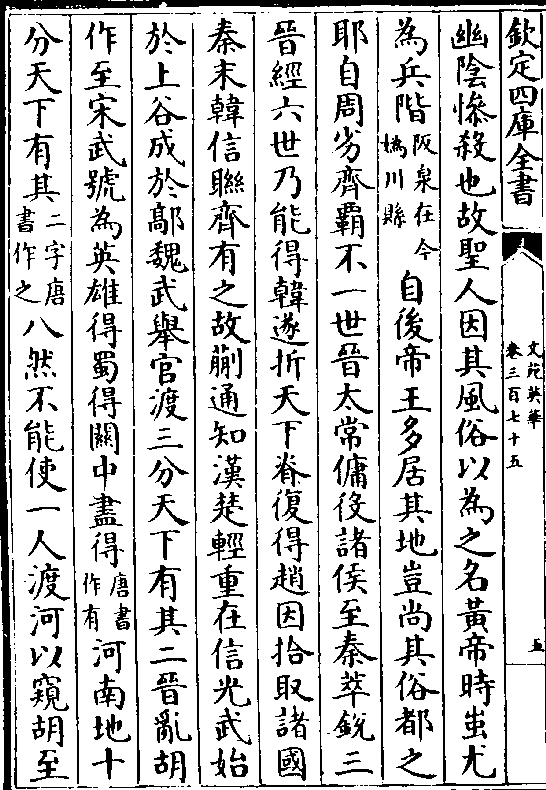 欽定四庫全書
文苑英華
卷三百七十五
五
幽陰慘殺也故聖人因其風俗以為之名黃帝時蚩尤
為兵階阪泉在今媯川縣自後帝王多居其地豈尚其俗都之
耶自周劣齊霸不一世晉太常傭役諸侯至秦萃銳三
晉經六世乃能得韓遂折天下脊復得趙因拾取諸國
秦末韓信聯齊有之故蒯通知漢楚輕重在信光武始
於上谷成於鄗魏武舉官渡三分天下有其二晉亂胡
作至宋武號為英雄得蜀得關中盡得唐書作有河南地十
分天下有其二字唐書作之八然不能使一人渡河以窺胡至